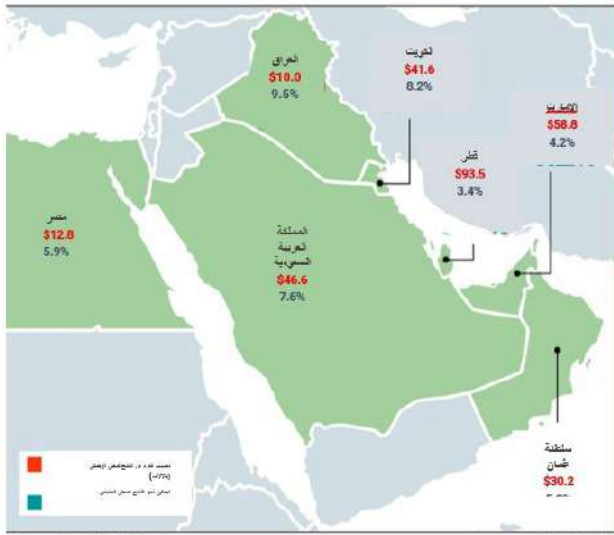 العراق
$10.0
9.5%
الكويت
$41.6
8.2%
الإمارات
$58.8
4.2%
قطر
$93.5
3.4%
مصر
$12.8
5.9%
المملكة
العربية
السعودية
$46.6
7.6%
سلطنة
عُمان
$30.2